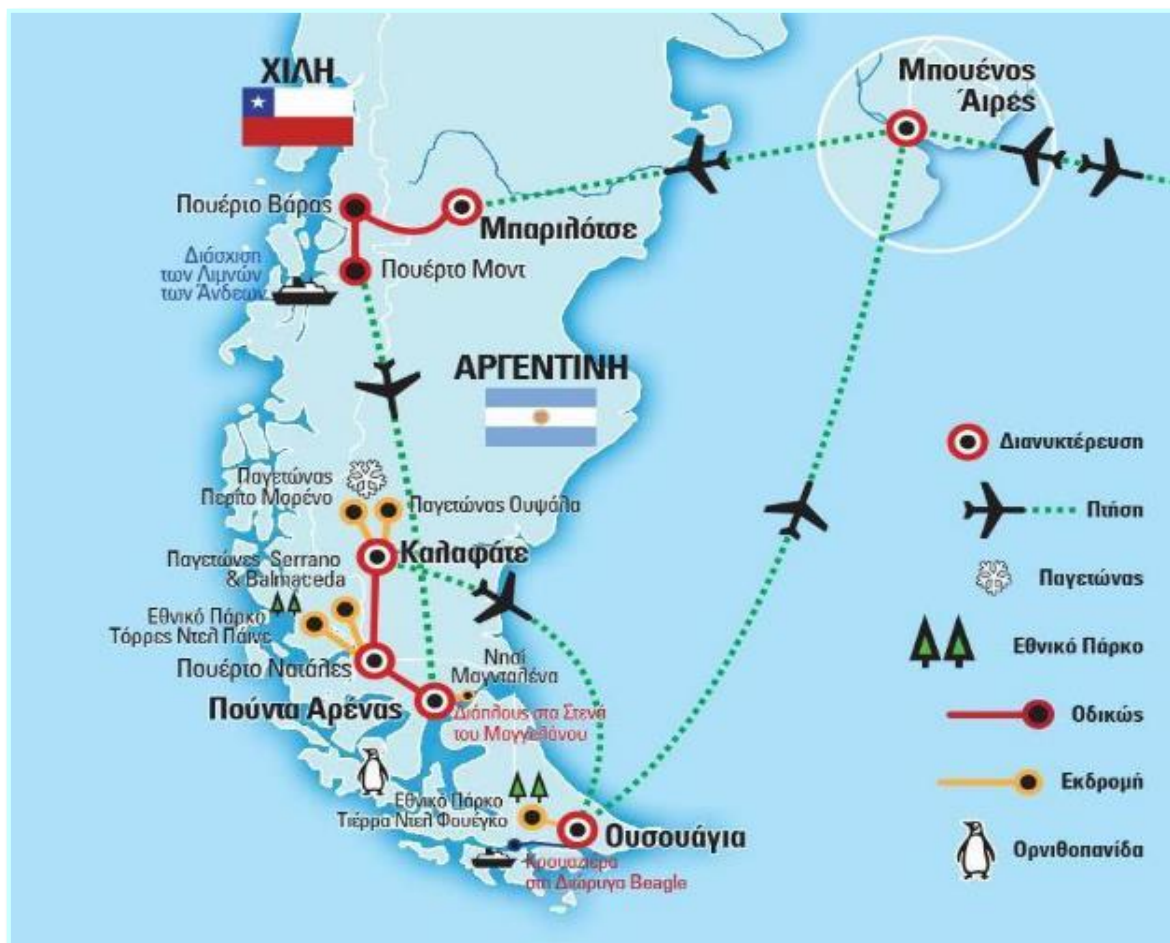 ΧΙΛΗ
Μπουένος
Άιρες
Πουέρτο Βάρας
Μπαριλότσε
Διάσχιση
των Λιμνών
των Άνδεων
Πουέρτο Μοντ
ΑΡΓΕΝΤΙΝΗ
Παγετώνας
Περίτο Μορένο
Παγετώνας Ουψάλα
Καλαφάτε
Παγετώνες Serrano
& Balmaceda
Εθνικό Πάρκο
Τόρρες Ντελ Πάινε
Πουέρτο Νατάλες
Νησί
Μαγνταλένα
Πούντα Αρένας
Διάπλους στα Στενά
του Μαγγελάνου
Εθνικό Πάρκο
Τιέρρα Ντελ Φουέγκο
Ουσουάγια
Κρουαζιέρα
στη Διώρυγα Beagle
Διανυκτέρευση
Πτήση
Παγετώνας
Εθνικό Πάρκο
Οδικώς
Εκδρομή
Ορνιθοπανίδα